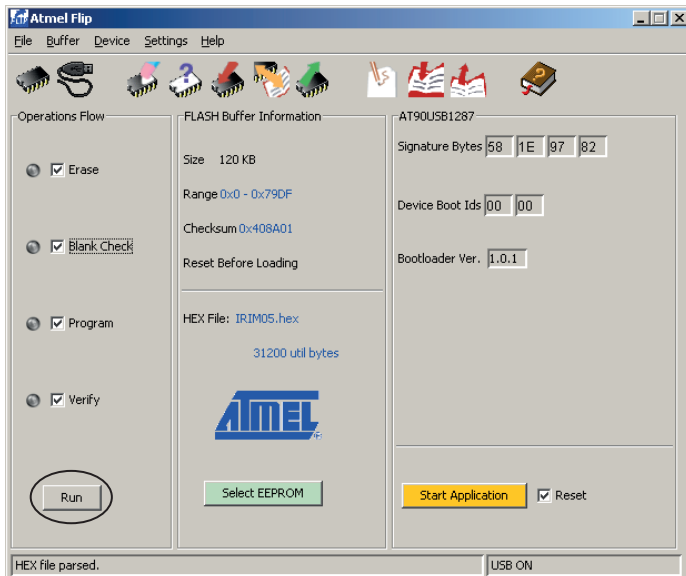 Atmel Flip
File Buffer Device Settings Help
Operations Flow
Erase
Blank Check
Program
Verify
Run
FLASH Buffer Information
Size 120 KB
Range 0x0 - 0x79DF
Checksum 0x408A01
Reset Before Loading
HEX File: IRIM05.hex
31200 util bytes
ATMEL
Select EEPROM
AT90USB1287
Signature Bytes 58 1E 97 82
Device Boot Ids 00 00
Bootloader Ver. 1.0.1
Start Application Reset
HEX file parsed. USB ON